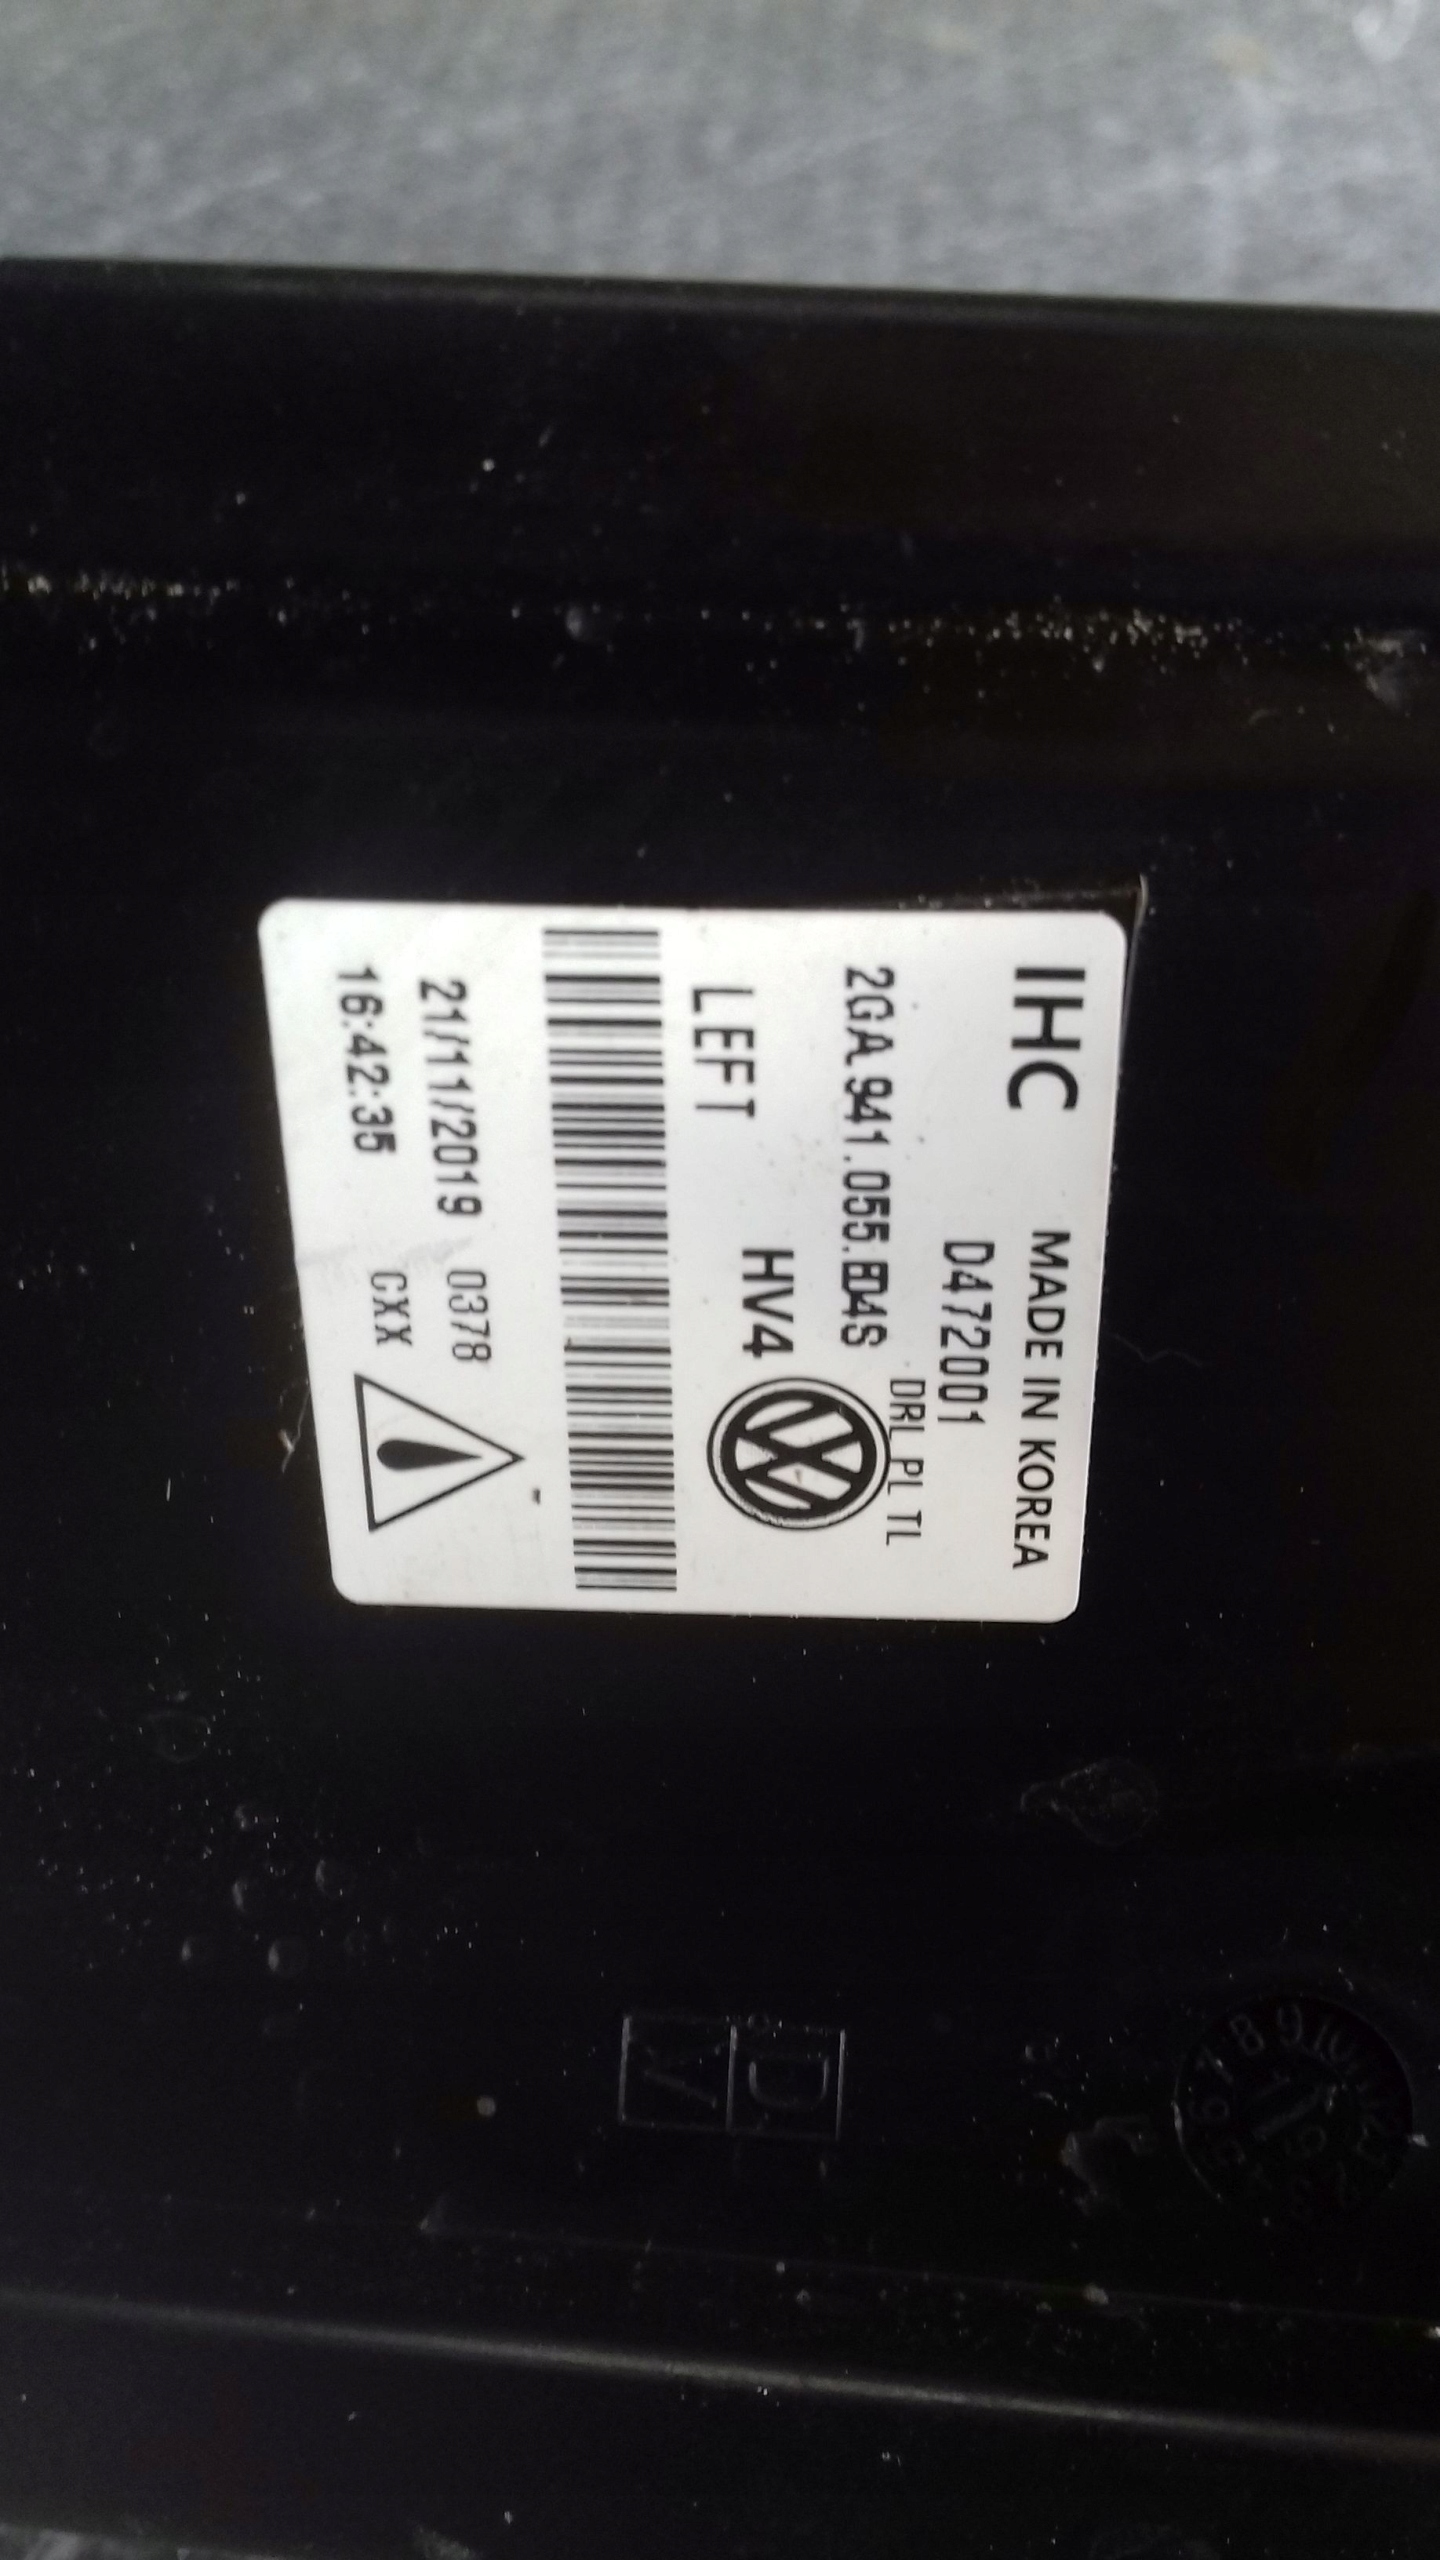 IHC MADE IN KOREA
D472001
DRL PL TL
2GA.941.055.
LEFT HV4
21/11/2019 0378
16:42:35 CXX
D
V